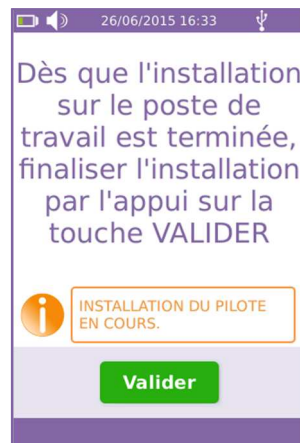 26/06/2015 16:33
Dès que l'installation
sur le poste de
travail est terminée,
finaliser l'installation
par l'appui sur la
touche VALIDER
INSTALLATION DU PILOTE
EN COURS.
Valider